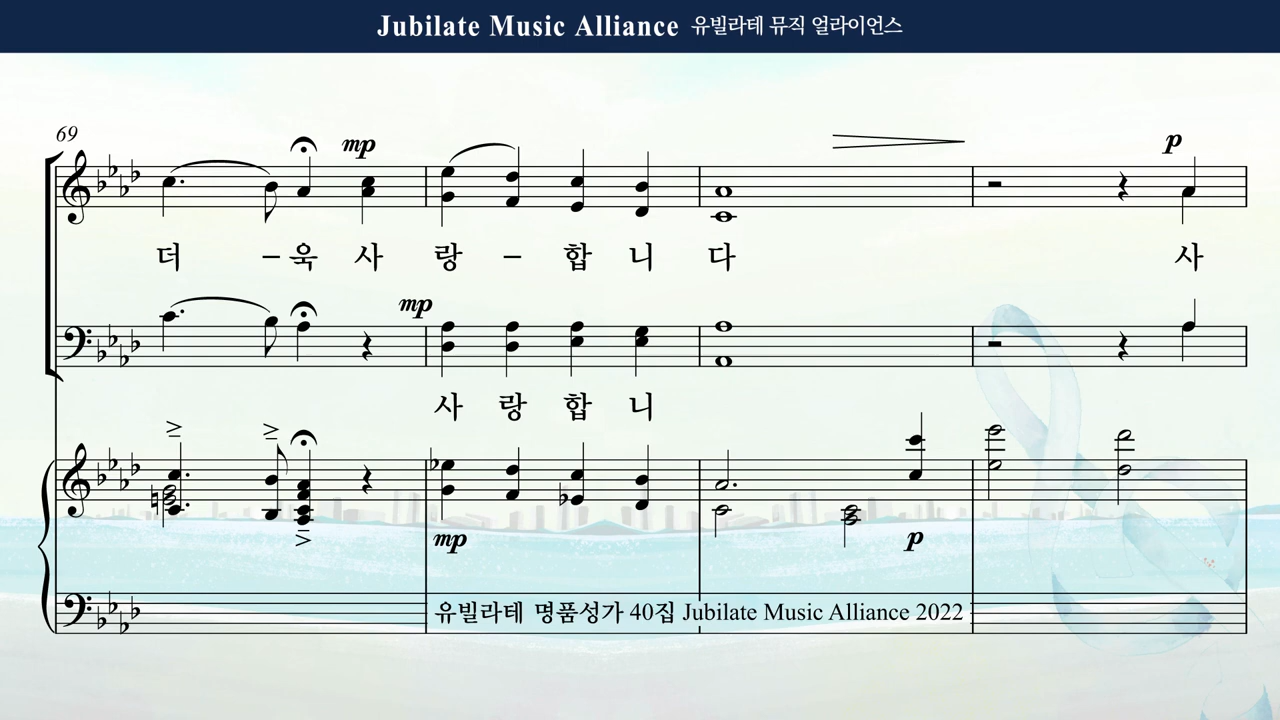 Jubilate Music Alliance 유빌라테 뮤직 얼라이언스
69
mp
p
더 - 욱 사 랑 - 합 니 다 사
mp
사 랑 합 니
mp
p
유빌라테 명품성가 40집 Jubilate Music Alliance 2022